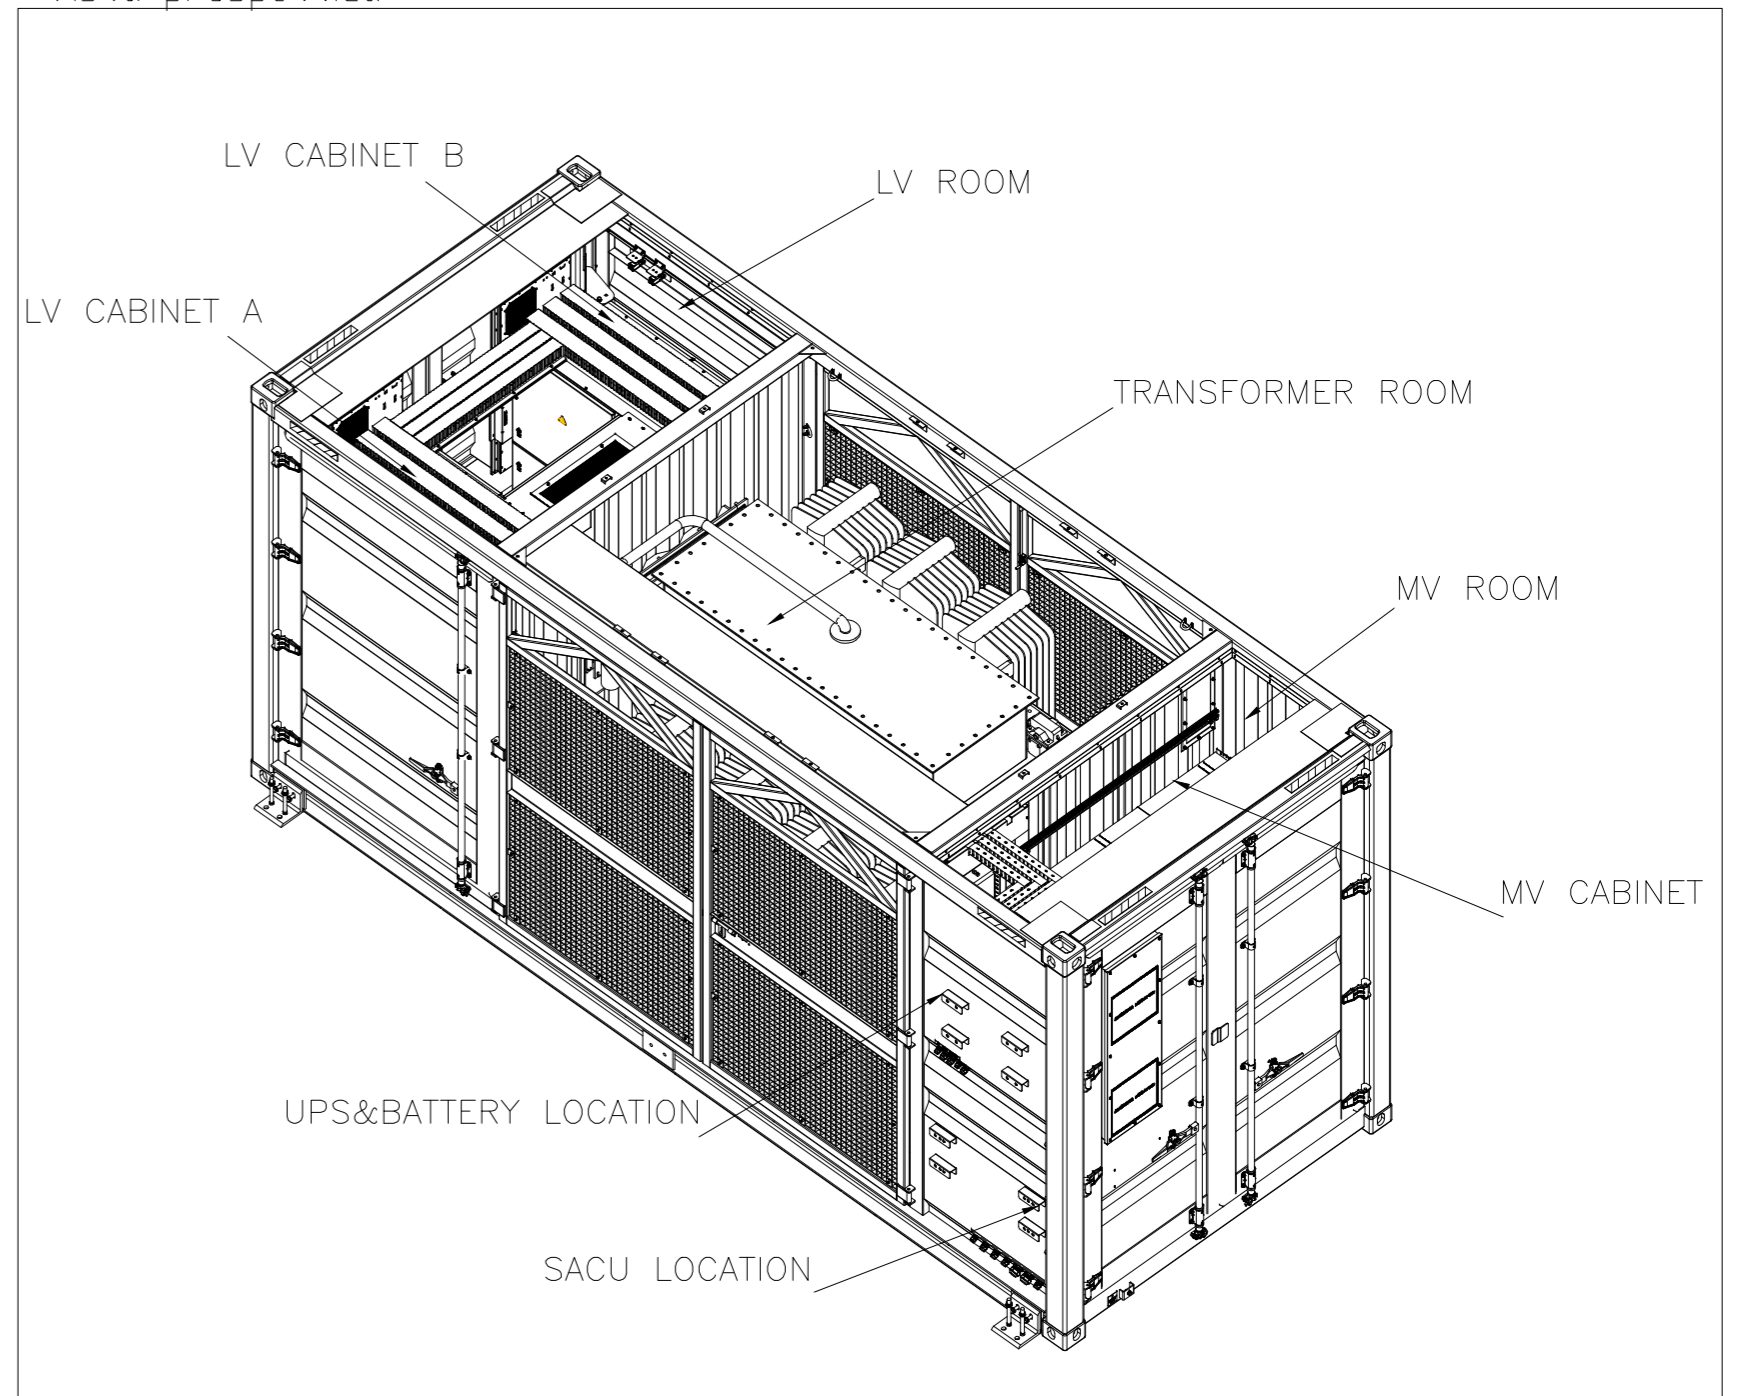 LV CABINET B
LV ROOM
LV CABINET A
TRANSFORMER ROOM
MV ROOM
MV CABINET
UPS&BATTERY LOCATION
SACU LOCATION